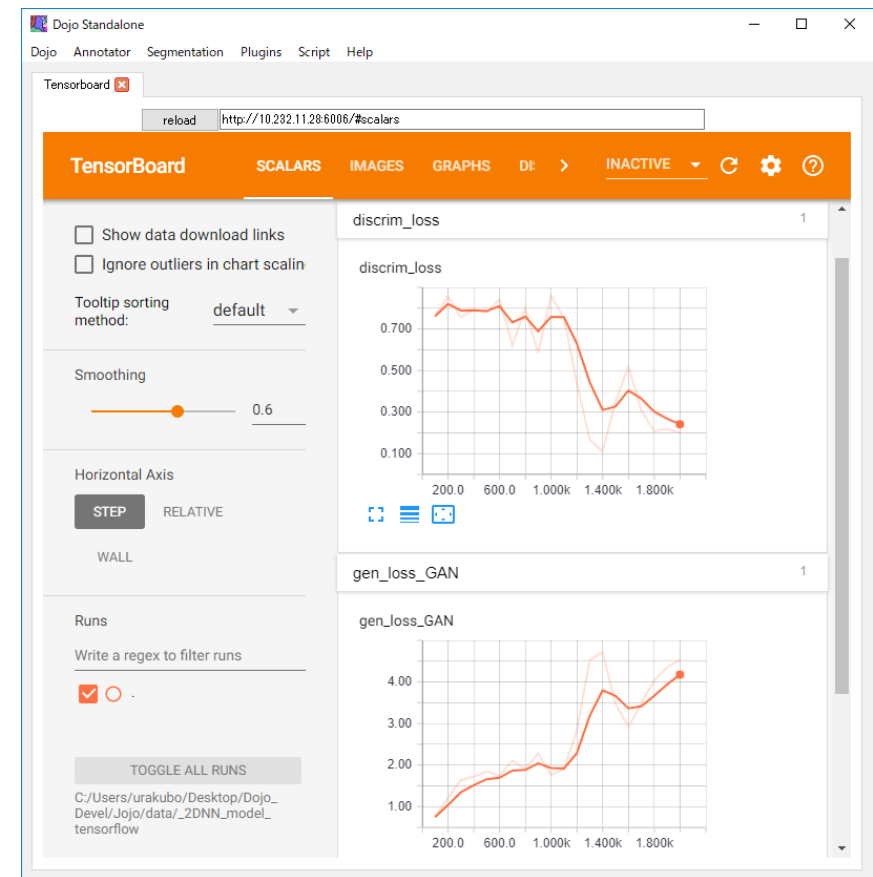 Dojo Standalone
Dojo Annotator Segmentation Plugins Script Help
Tensorboard
reload http://10.232.11.28:6006/#scalars
TensorBoard SCALARS IMAGES GRAPHS INACTIVE
Show data download links
Ignore outliers in chart scalin
Tooltip sorting
method: default
Smoothing
0.6
Horizontal Axis
STEP RELATIVE
WALL
Runs
Write a regex to filter runs
.
TOGGLE ALL RUNS
C:/Users/urakubo/Desktop/Dojo_
Devel/Jojo/data/_2DNN_model_
tensorflow
discrim_loss 1
discrim_loss
0.700
0.500
0.300
0.100
200.0 600.0 1.000k 1.400k 1.800k
gen_loss_GAN 1
gen_loss_GAN
4.00
3.00
2.00
1.00
200.0 600.0 1.000k 1.400k 1.800k